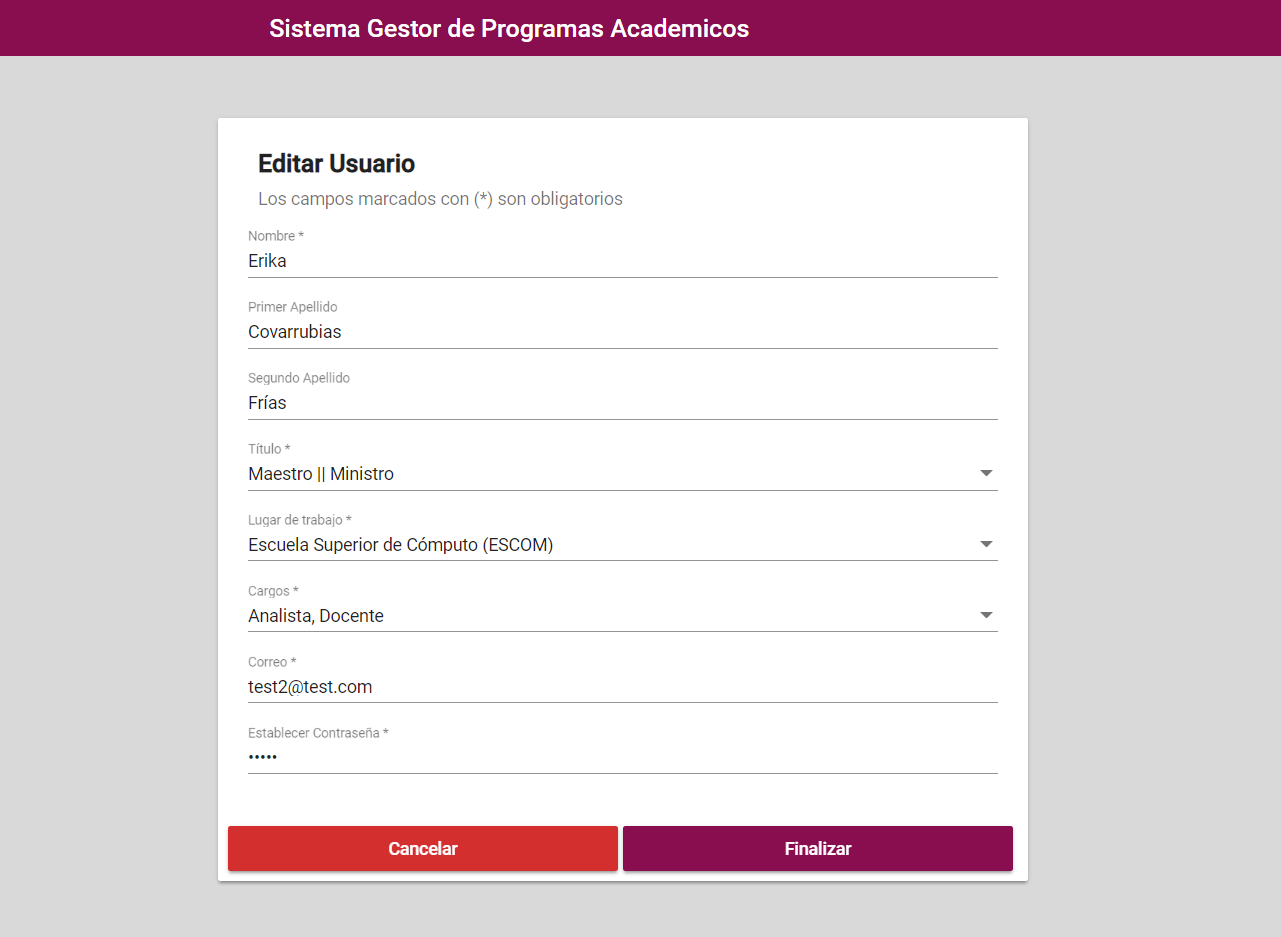 Sistema Gestor de Programas Academicos
Editar Usuario
Los campos marcados con (*) son obligatorios
Nombre *
Erika
Primer Apellido
Covarrubias
Segundo Apellido
Frías
Título *
Maestro || Ministro
Lugar de trabajo *
Escuela Superior de Cómputo (ESCOM)
Cargos *
Analista, Docente
Correo *
test2@test.com
Establecer Contraseña *
•••••
Cancelar
Finalizar